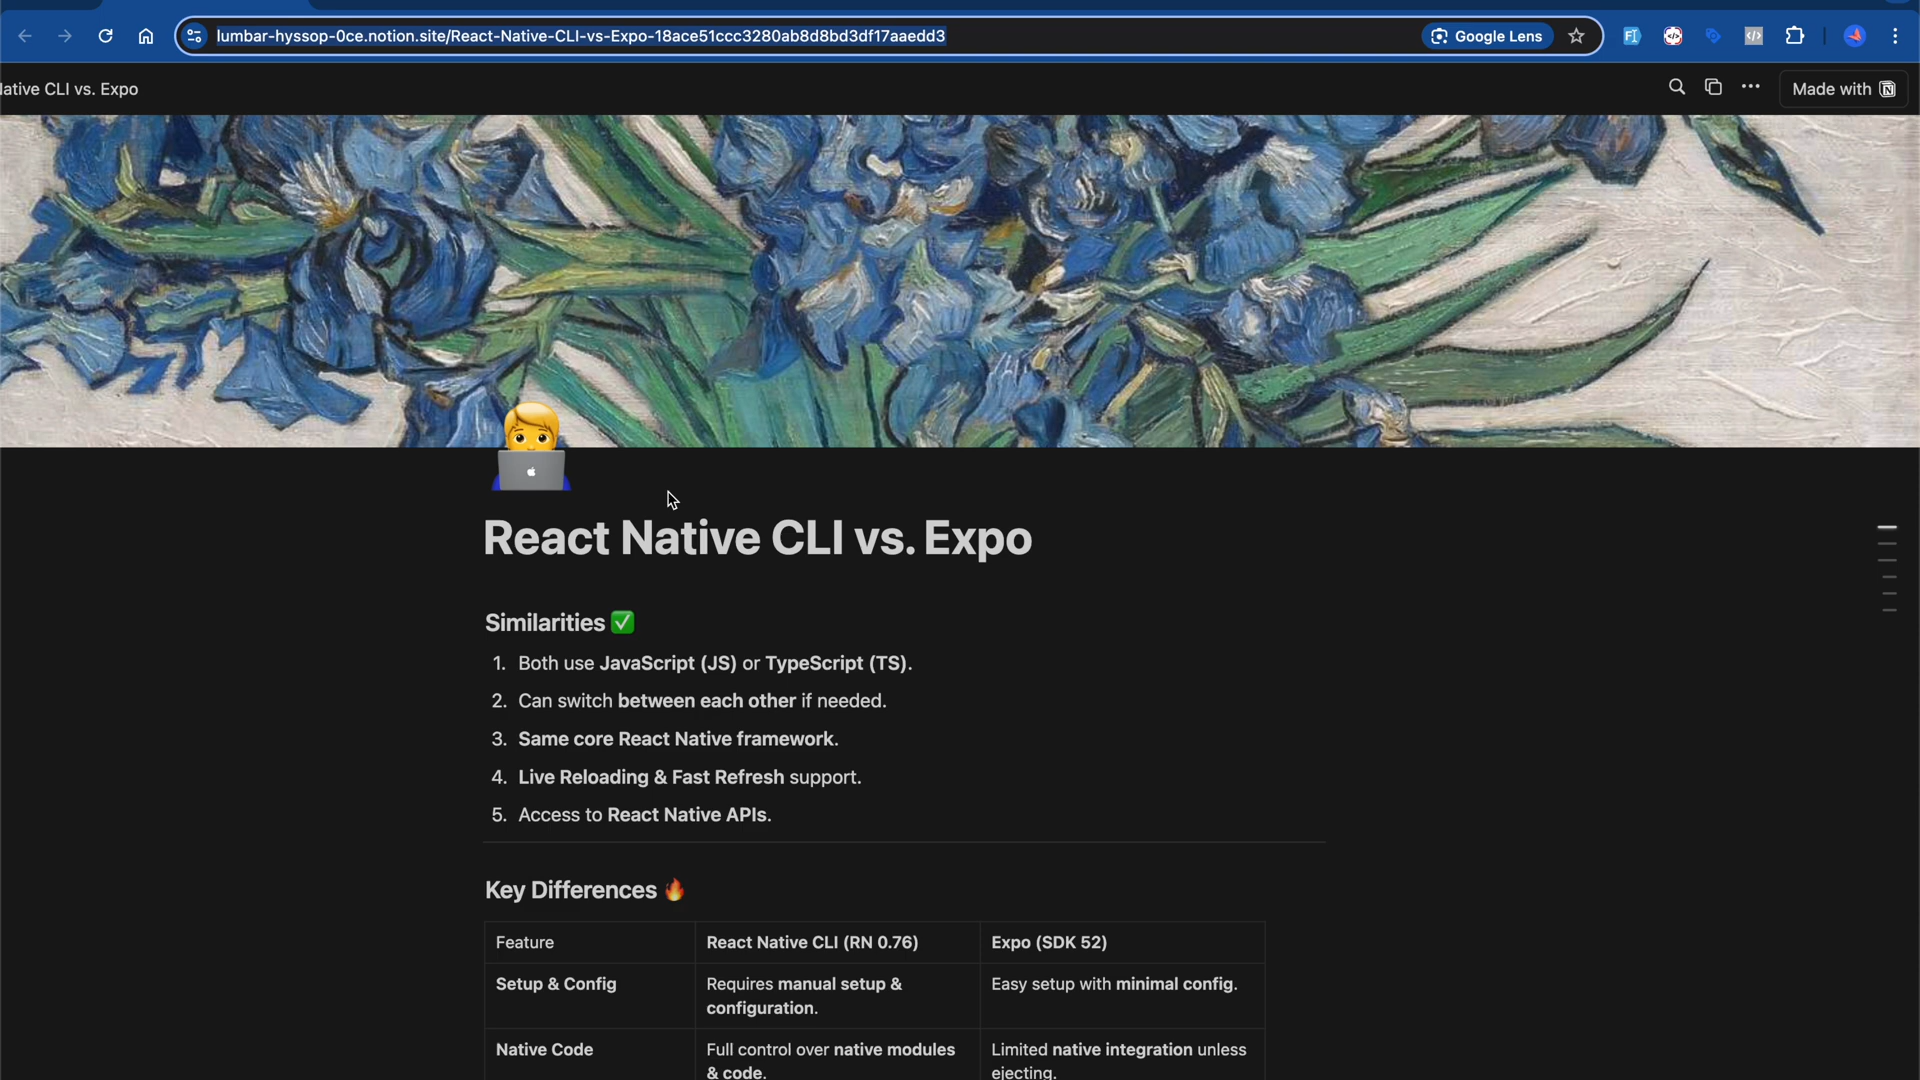 lumbar-hyssop-0ce.notion.site/React-Native-CLI-vs-Expo-18ace51ccc3280ab8d8bd3df17aaedd3
Google Lens
ative CLI vs. Expo
Made with
React Native CLI vs. Expo
Similarities ✅
1. Both use JavaScript (JS) or TypeScript (TS).
2. Can switch between each other if needed.
3. Same core React Native framework.
4. Live Reloading & Fast Refresh support.
5. Access to React Native APIs.
Key Differences 🔥
Feature
React Native CLI (RN 0.76)
Expo (SDK 52)
Setup & Config
Requires manual setup &
configuration.
Easy setup with minimal config.
Native Code
Full control over native modules
& code.
Limited native integration unless
ejecting.